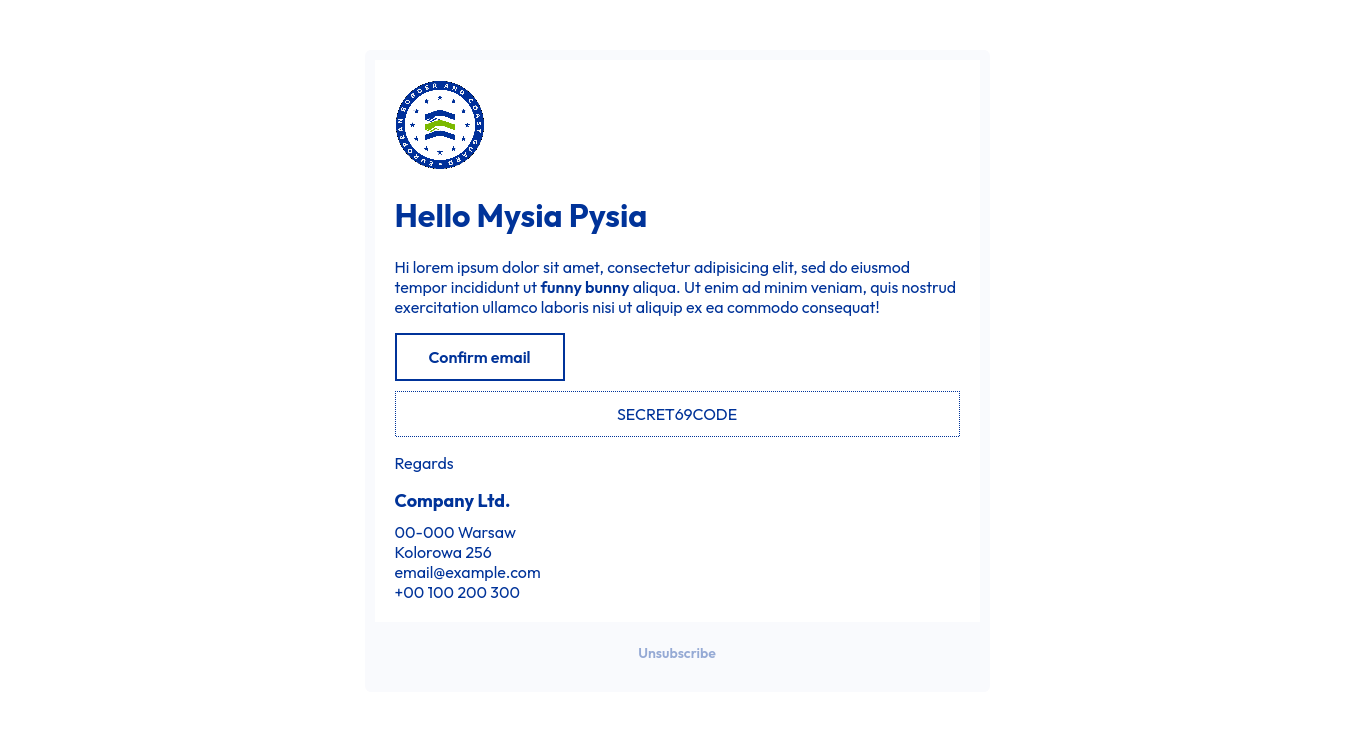 EUROPEAN BORDER AND COAST GUARD
Hello Mysia Pysia
Hi lorem ipsum dolor sit amet, consectetur adipisicing elit, sed do eiusmod
tempor incididunt ut funny bunny aliqua. Ut enim ad minim veniam, quis nostrud
exercitation ullamco laboris nisi ut aliquip ex ea commodo consequat!
Confirm email
SECRET69CODE
Regards
Company Ltd.
00-000 Warsaw
Kolorowa 256
email@example.com
+00 100 200 300
Unsubscribe